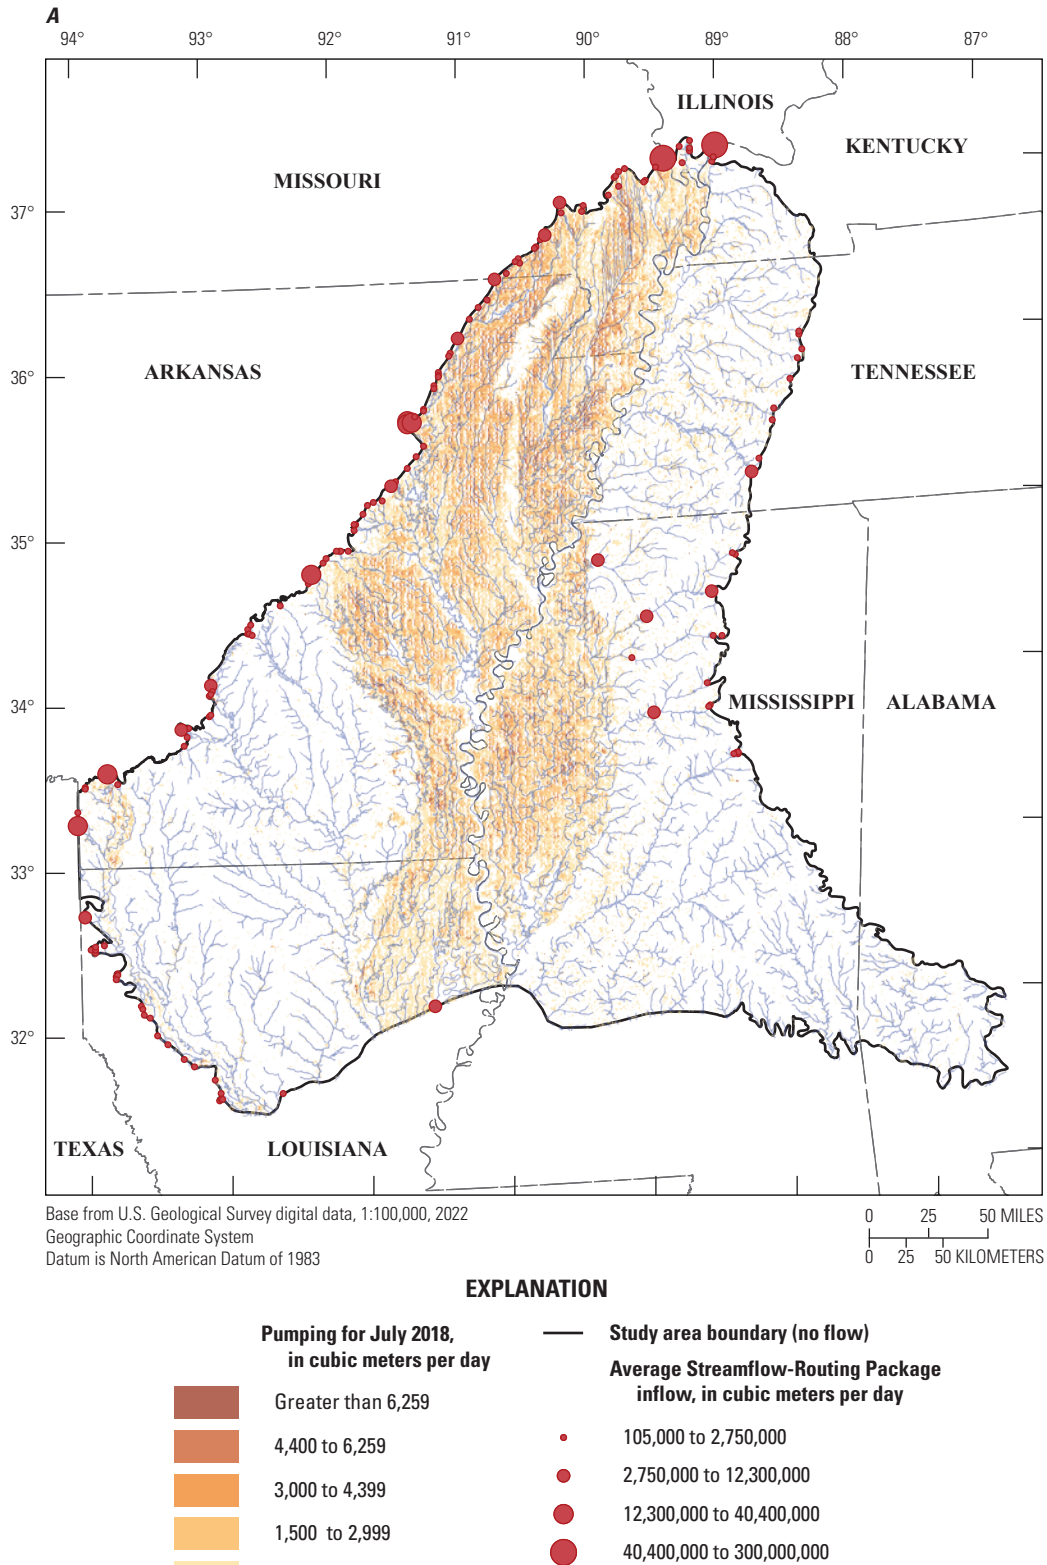 A
94° 93° 92° 91° 90° 89° 88° 87°
ILLINOIS
KENTUCKY
MISSOURI
37°
ARKANSAS
36°
TENNESSEE
35°
34°
MISSISSIPPI ALABAMA
33°
32°
TEXAS LOUISIANA
Base from U.S. Geological Survey digital data, 1:100,000, 2022
Geographic Coordinate System
Datum is North American Datum of 1983
0 25 50 MILES
0 25 50 KILOMETERS
EXPLANATION
Pumping for July 2018,
in cubic meters per day
Greater than 6,259
4,400 to 6,259
3,000 to 4,399
1,500 to 2,999
Study area boundary (no flow)
Average Streamflow-Routing Package
inflow, in cubic meters per day
105,000 to 2,750,000
2,750,000 to 12,300,000
12,300,000 to 40,400,000
40,400,000 to 300,000,000